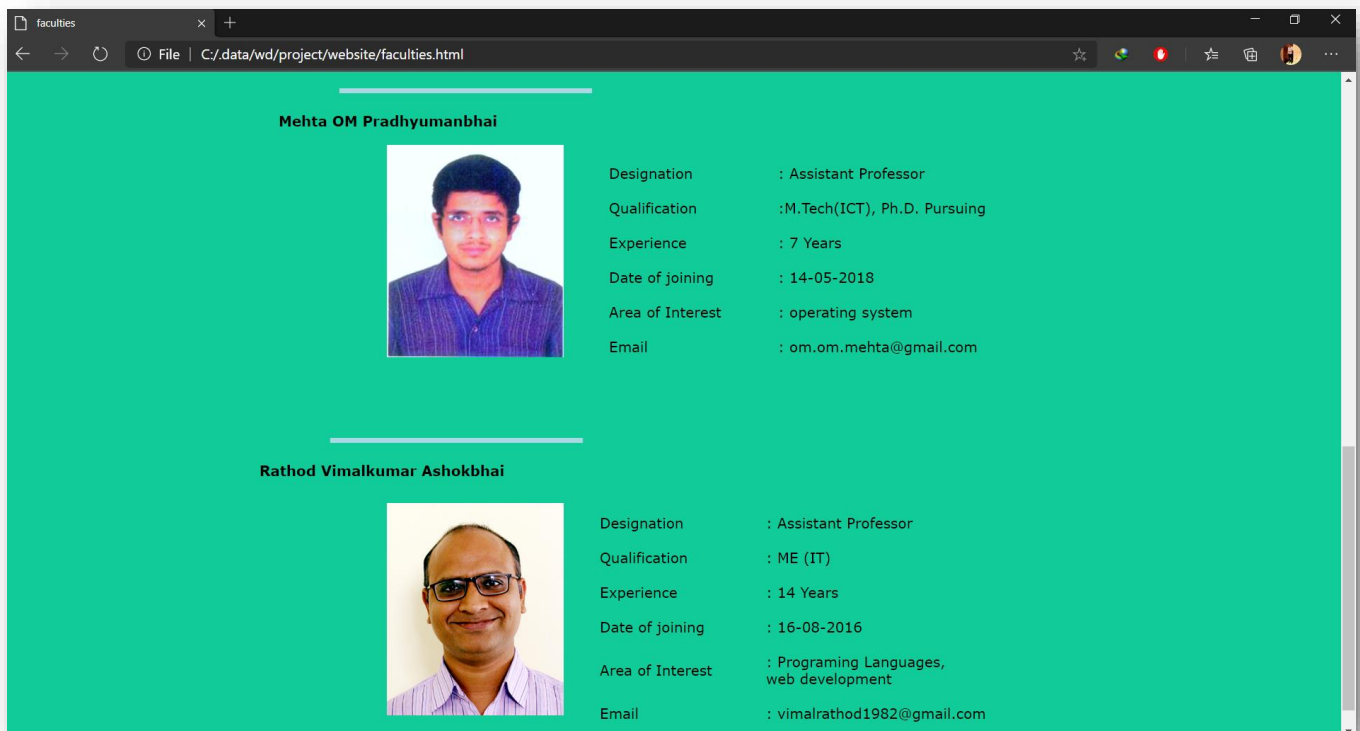 faculties
File | C:/.data/wd/project/website/faculties.html
Mehta OM Pradhyumanbhai
Designation : Assistant Professor
Qualification :M.Tech(ICT), Ph.D. Pursuing
Experience : 7 Years
Date of joining : 14-05-2018
Area of Interest : operating system
Email : om.om.mehta@gmail.com
Rathod Vimalkumar Ashokbhai
Designation : Assistant Professor
Qualification : ME (IT)
Experience : 14 Years
Date of joining : 16-08-2016
Area of Interest : Programing Languages,
web development
Email : vimalrathod1982@gmail.com